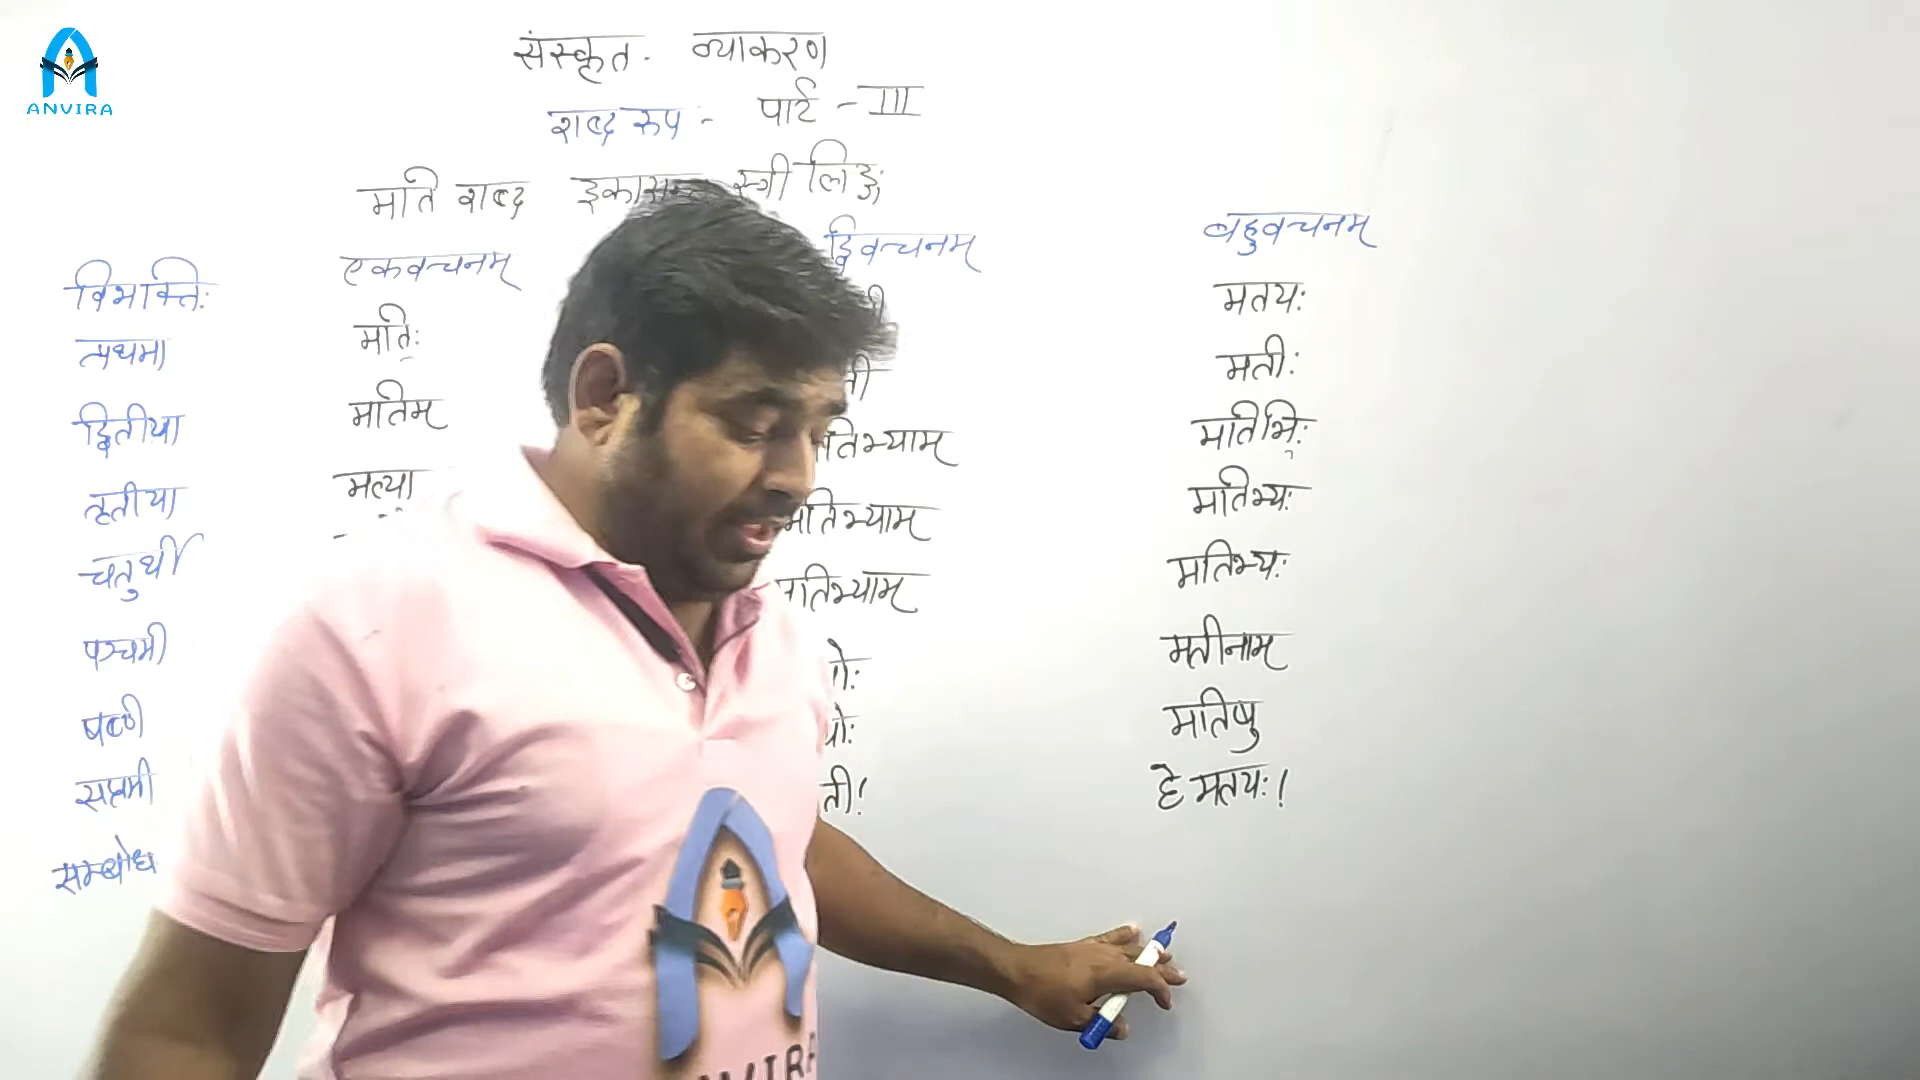 ANVIRA
संस्कृत - व्याकरण
शब्द रूप - पार्ट - III
मति शब्द स्त्री लिङ्ग
विभक्तिः एकवचनम् द्विवचनम् बहुवचनम्
प्रथमा मतिः मतयः
द्वितीया मतिम् ती मतीः
तृतीया मत्या तिभ्याम् मतिभिः
चतुर्थी मतिभ्याम् मतिभ्यः
पञ्चमी तिभ्याम् मतिभ्यः
षष्ठी योः मतीनाम्
सप्तमी योः मतिषु
सम्बोध ती! हे मतयः!